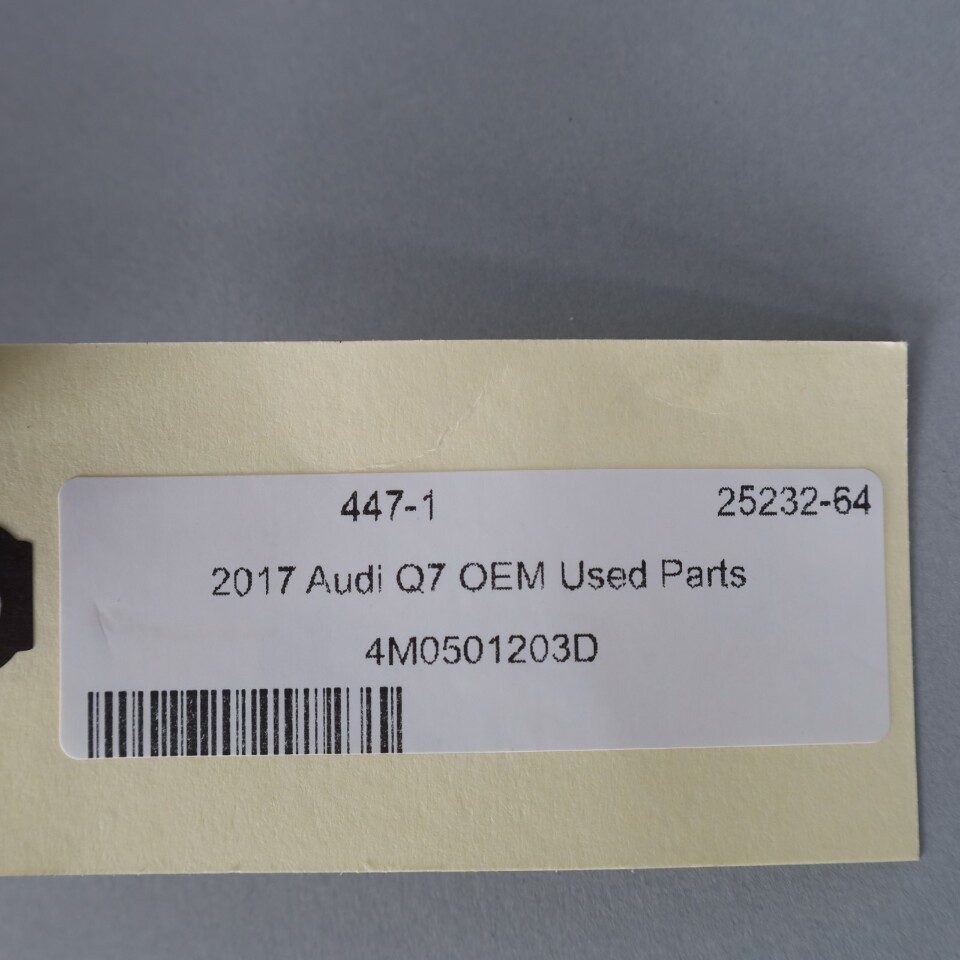 447-1 25232-64
2017 Audi Q7 OEM Used Parts
4M0501203D